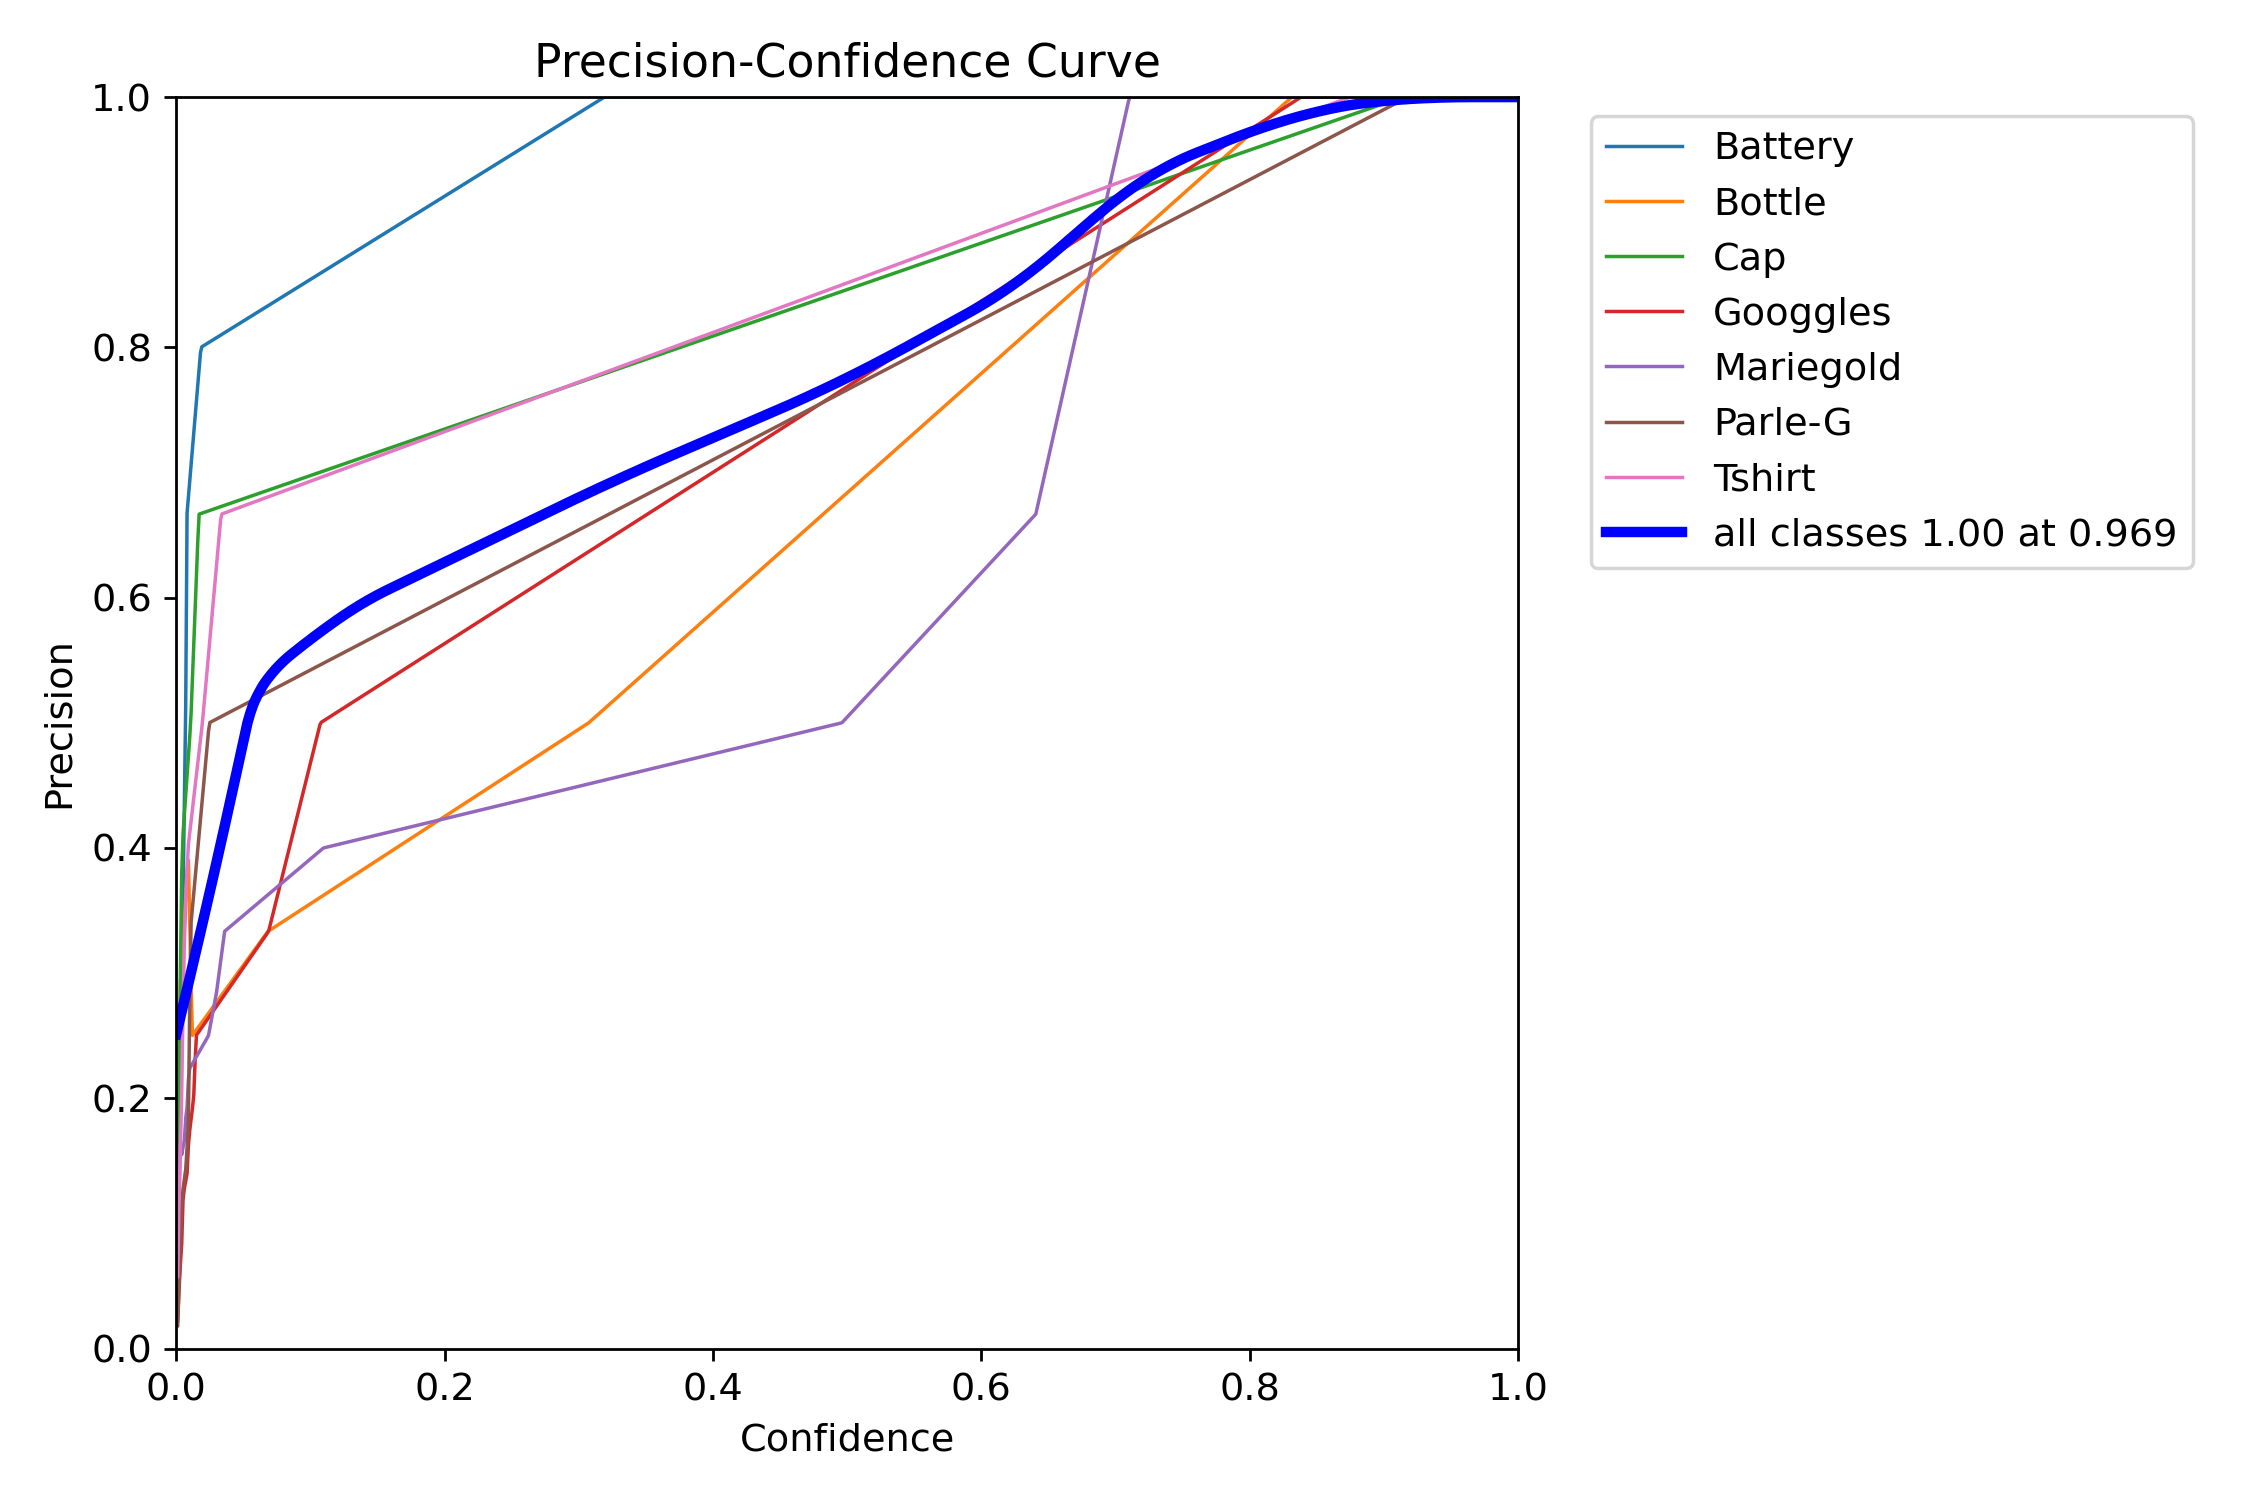 Precision-Confidence Curve
1.0
0.8
0.6
0.4
0.2
0.0
Precision
0.0 0.2 0.4 0.6 0.8 1.0
Confidence
Battery
Bottle
Cap
Googgles
Mariegold
Parle-G
Tshirt
all classes 1.00 at 0.969